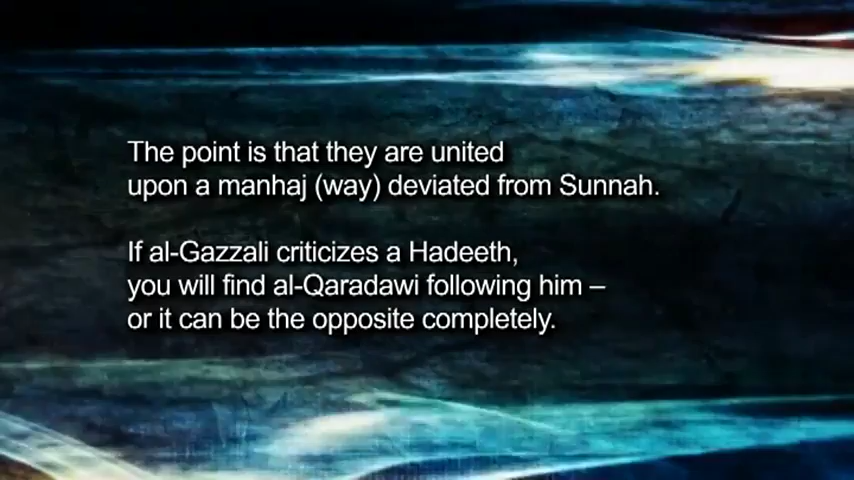 The point is that they are united
upon a manhaj (way) deviated from Sunnah.
If al-Gazzali criticizes a Hadeeth,
you will find al-Qaradawi following him –
or it can be the opposite completely.